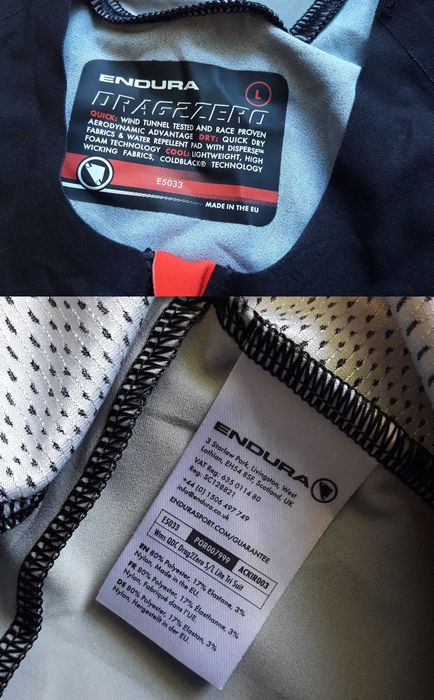 ENDURA
L
DRAG2ZERO
QUICK: WIND TUNNEL TESTED AND RACE PROVEN
AERODYNAMIC ADVANTAGE DRY: QUICK DRY
FABRICS & WATER REPELLENT PAD WITH DISPERSE™
FOAM TECHNOLOGY COOL: LIGHTWEIGHT, HIGH
WICKING FABRICS, COLDBLACK® TECHNOLOGY
E5033
MADE IN THE EU
ENDURA
3 Starlaw Park, Livingston, West
Lothian, EH54 8SF, Scotland, UK
VAT Reg: 635 0114 80
Reg: SC128821
+44 (0) 1506 497 749
info@endura.co.uk
ENDURASPORT.COM/GUARANTEE
E5033 POR007999 ACKIR003
Wms QDC Drag2Zero S/L Lite Tri Suit
EN 80% Polyester, 17% Elastane, 3%
Nylon, Made in the EU.
FR 80% Polyester, 17% Elasthanne, 3%
Nylon, Fabriqué dans l'UE.
DE 80% Polyester, 17% Elastan, 3%
Nylon, Hergestellt in der EU.